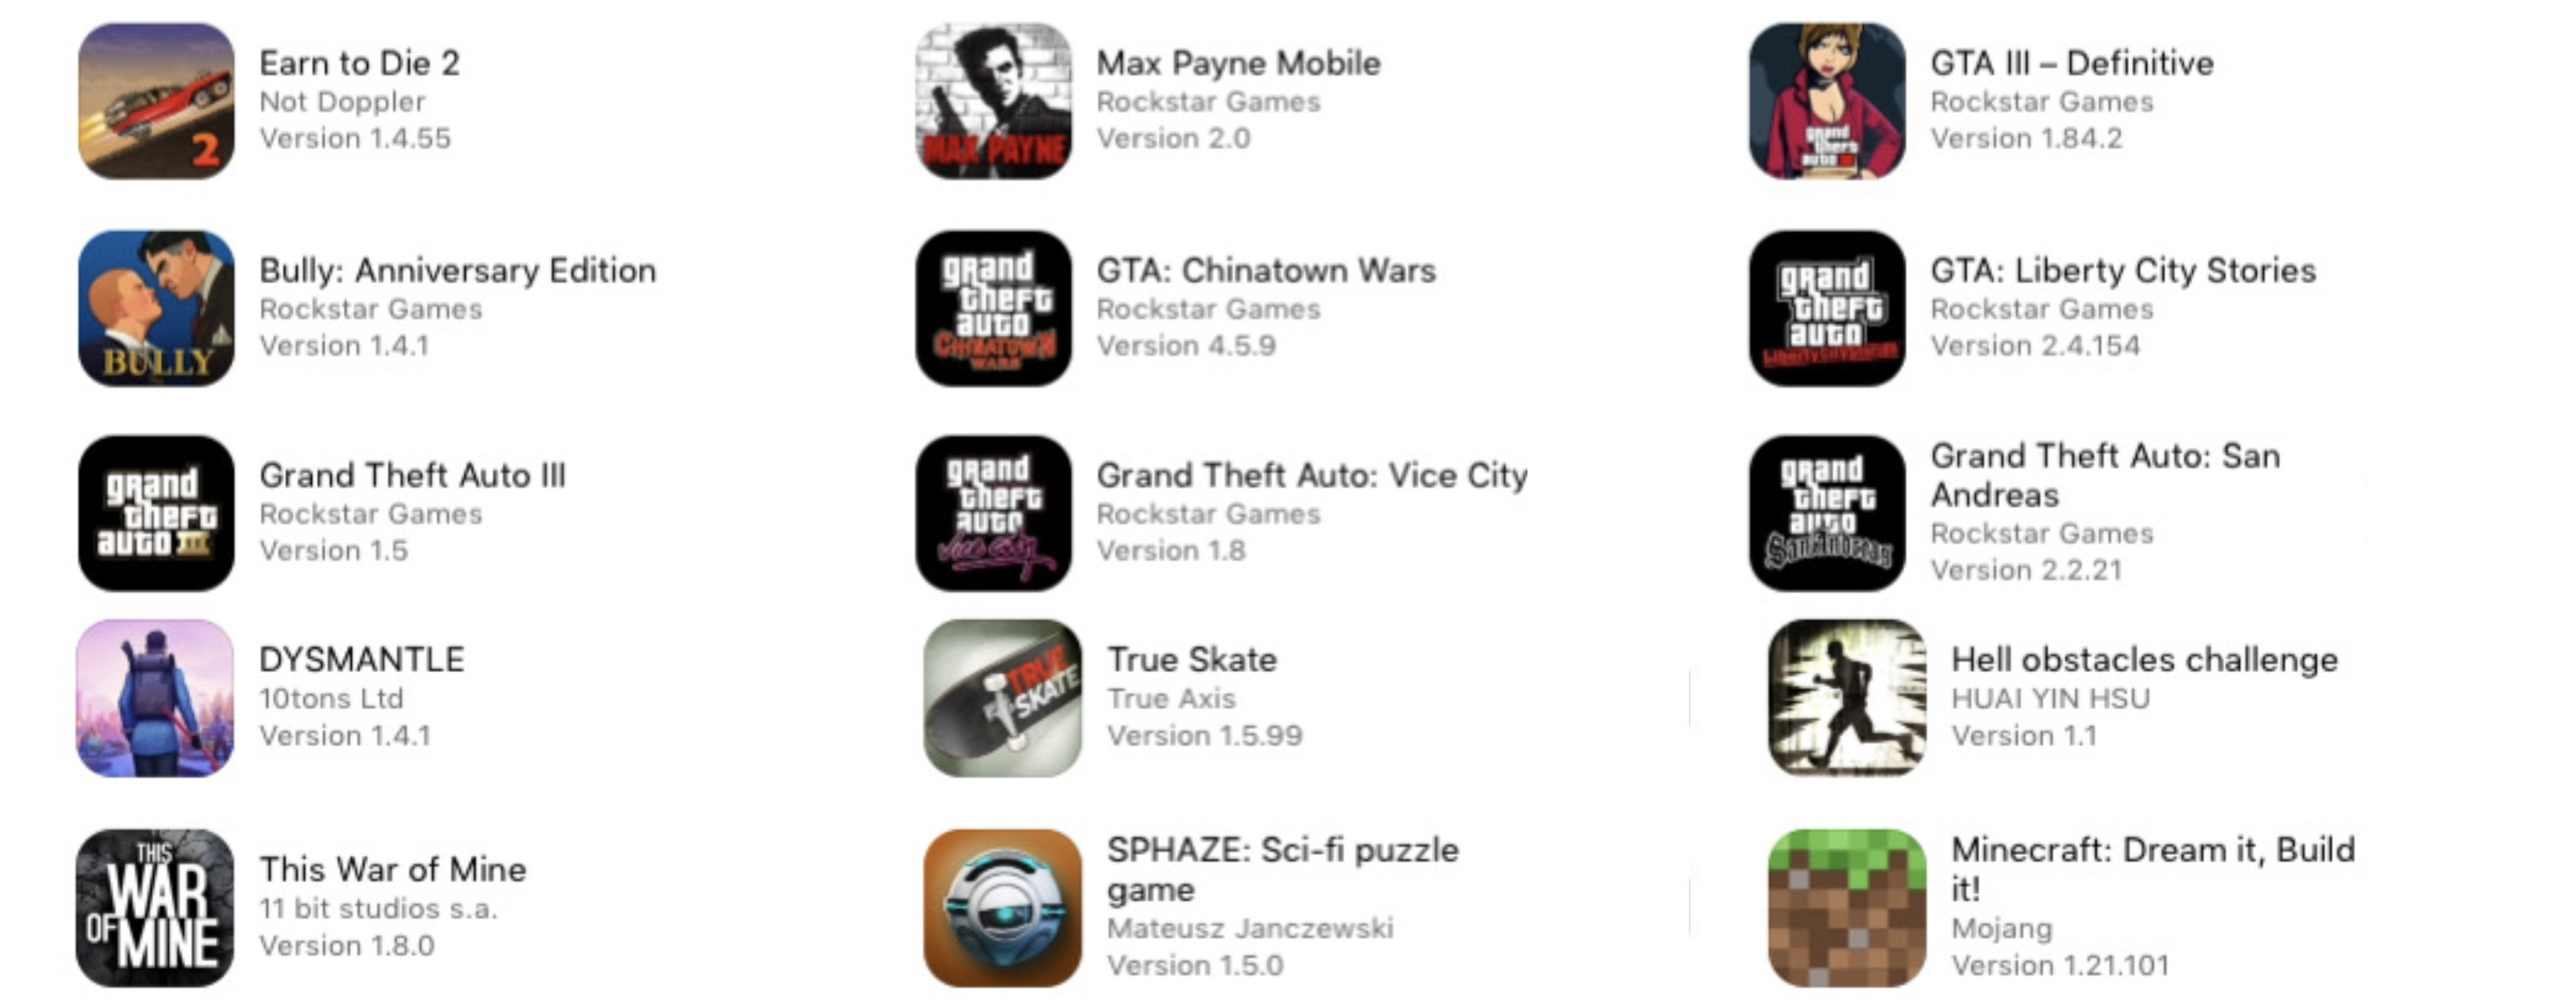 Earn to Die 2
Not Doppler
Version 1.4.55
2
Max Payne Mobile
Rockstar Games
Version 2.0
MAX PAYNE
GTA III – Definitive
Rockstar Games
Version 1.84.2
grand
theft
auto
Bully: Anniversary Edition
Rockstar Games
Version 1.4.1
BULLY
GTA: Chinatown Wars
Rockstar Games
Version 4.5.9
grand
theft
auto
CHINATOWN
WARS
GTA: Liberty City Stories
Rockstar Games
Version 2.4.154
grand
theft
auto
Liberty City Stories
Grand Theft Auto III
Rockstar Games
Version 1.5
grand
theft
auto III
Grand Theft Auto: Vice City
Rockstar Games
Version 1.8
grand
theft
auto
Vice City
Grand Theft Auto: San
Andreas
Rockstar Games
Version 2.2.21
grand
theft
auto
San Andreas
DYSMANTLE
10tons Ltd
Version 1.4.1
True Skate
True Axis
Version 1.5.99
TRUE
SKATE
Hell obstacles challenge
HUAI YIN HSU
Version 1.1
This War of Mine
11 bit studios s.a.
Version 1.8.0
THIS
WAR
OF MINE
SPHAZE: Sci-fi puzzle
game
Mateusz Janczewski
Version 1.5.0
Minecraft: Dream it, Build
it!
Mojang
Version 1.21.101